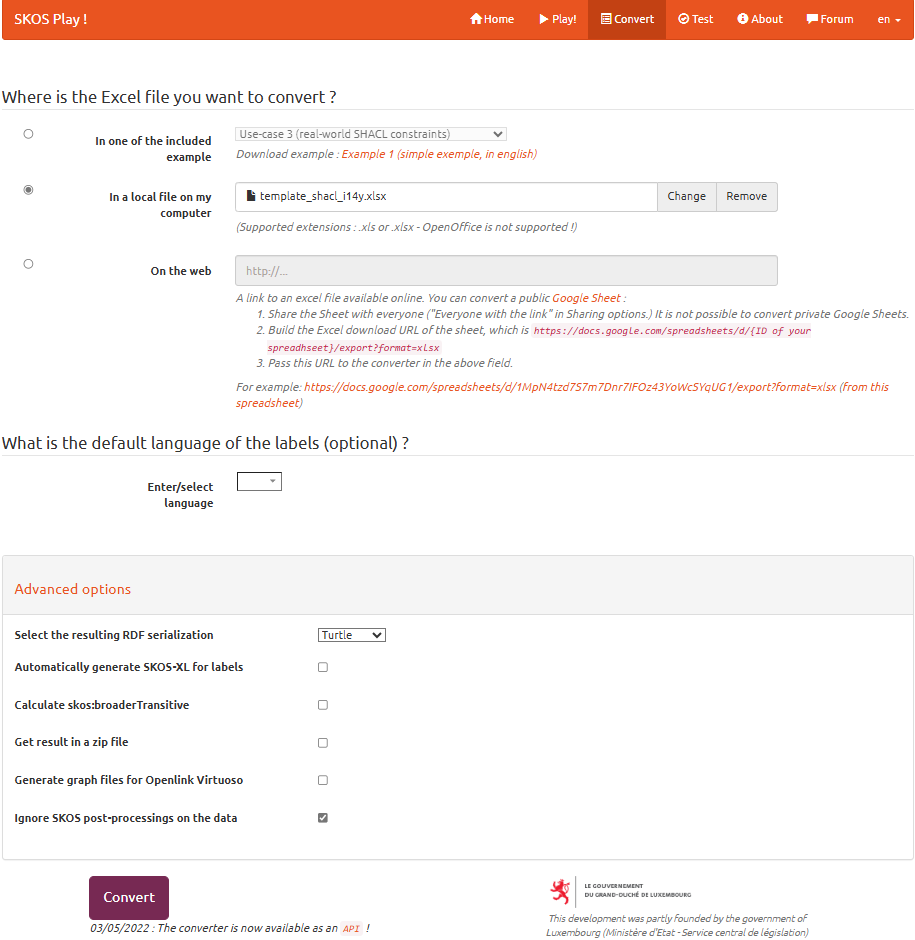 SKOS Play !
Home
Play!
Convert
Test
About
Forum
en
Where is the Excel file you want to convert ?
In one of the included
example
Use-case 3 (real-world SHACL constraints)
Download example : Example 1 (simple exemple, in english)
In a local file on my
computer
template_shacl_i14y.xlsx
Change
Remove
(Supported extensions : .xls or .xlsx - OpenOffice is not supported !)
On the web
http://...
A link to an excel file available online. You can convert a public Google Sheet :
1. Share the Sheet with everyone ("Everyone with the link" in Sharing options.) It is not possible to convert private Google Sheets.
2. Build the Excel download URL of the sheet, which is https://docs.google.com/spreadsheets/d/{ID of your
spreadhseet}/export?format=xlsx
3. Pass this URL to the converter in the above field.
For example: https://docs.google.com/spreadsheets/d/1MpN4tzd7S7m7Dnr7IFOz43YoWcSYqUG1/export?format=xlsx (from this
spreadsheet)
What is the default language of the labels (optional) ?
Enter/select
language
Advanced options
Select the resulting RDF serialization
Turtle
Automatically generate SKOS-XL for labels
Calculate skos:broaderTransitive
Get result in a zip file
Generate graph files for Openlink Virtuoso
Ignore SKOS post-processings on the data
Convert
03/05/2022 : The converter is now available as an API !
LE GOUVERNEMENT
DU GRAND-DUCHÉ DE LUXEMBOURG
This development was partly founded by the government of
Luxembourg (Ministère d'Etat - Service central de législation)